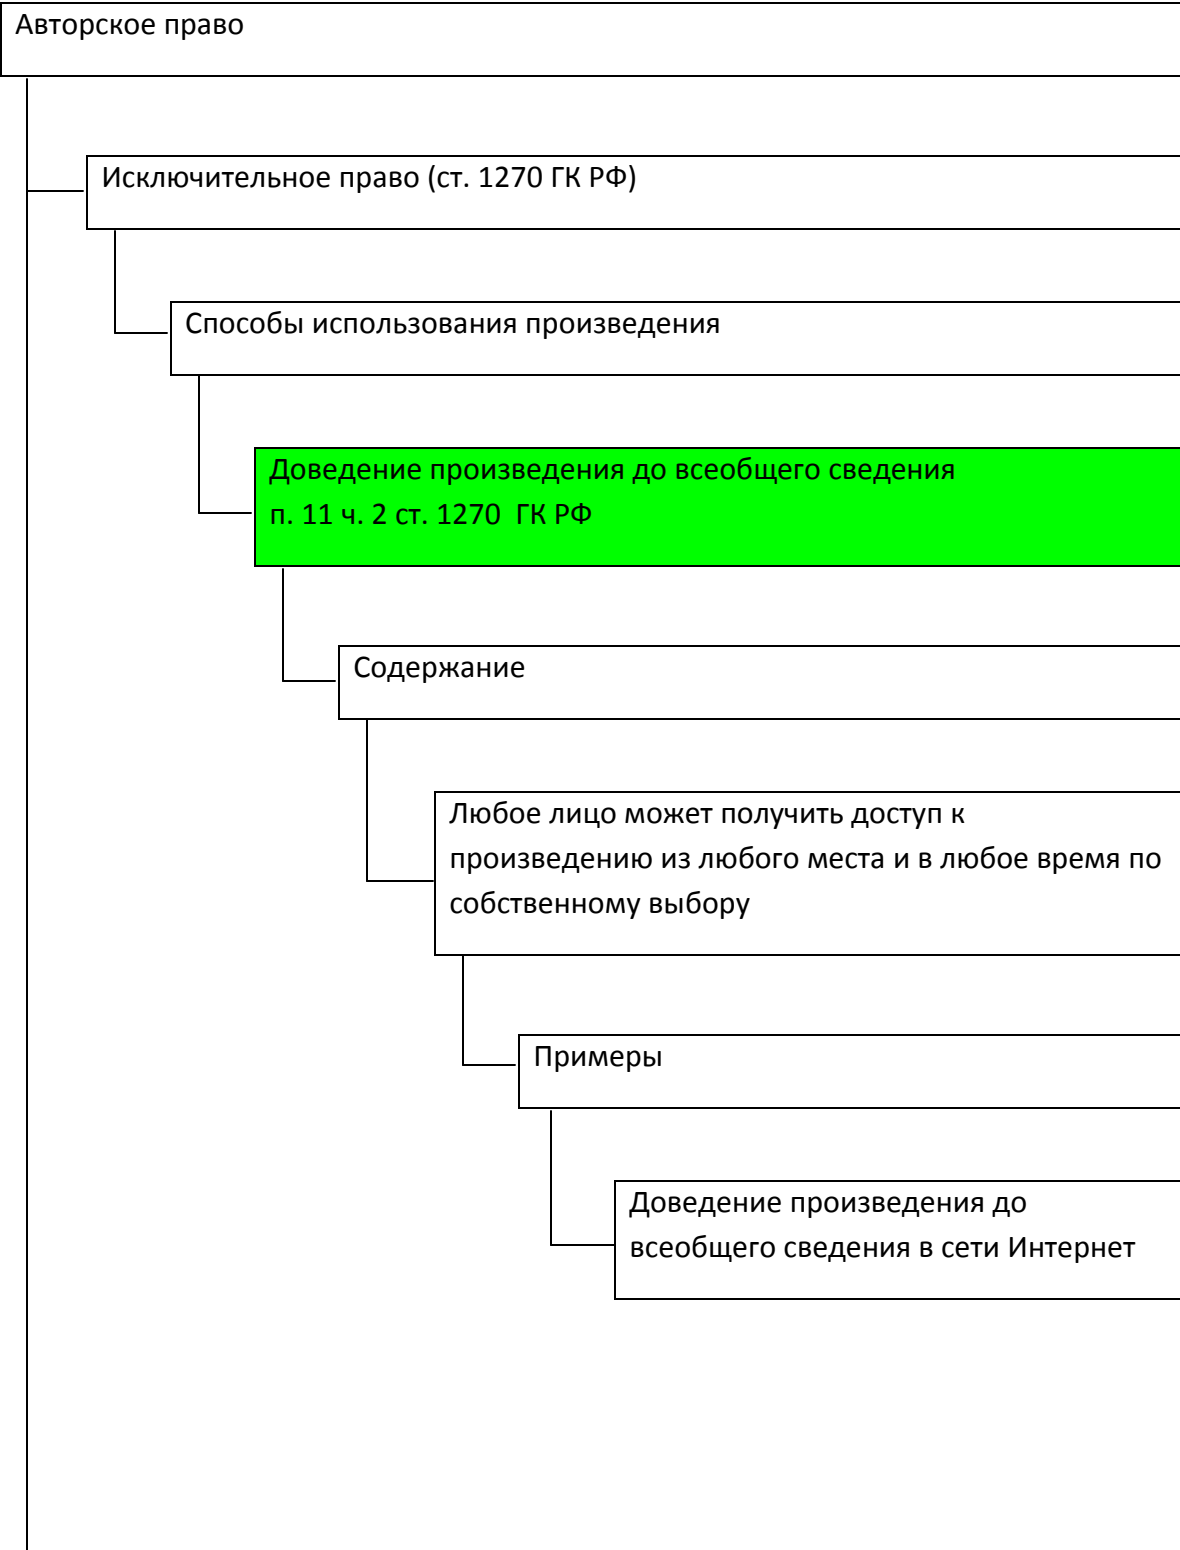 Авторское право
Исключительное право (ст. 1270 ГК РФ)
Способы использования произведения
Доведение произведения до всеобщего сведения
п. 11 ч. 2 ст. 1270  ГК РФ
Содержание
Любое лицо может получить доступ к
произведению из любого места и в любое время по
собственному выбору
Примеры
Доведение произведения до
всеобщего сведения в сети Интернет